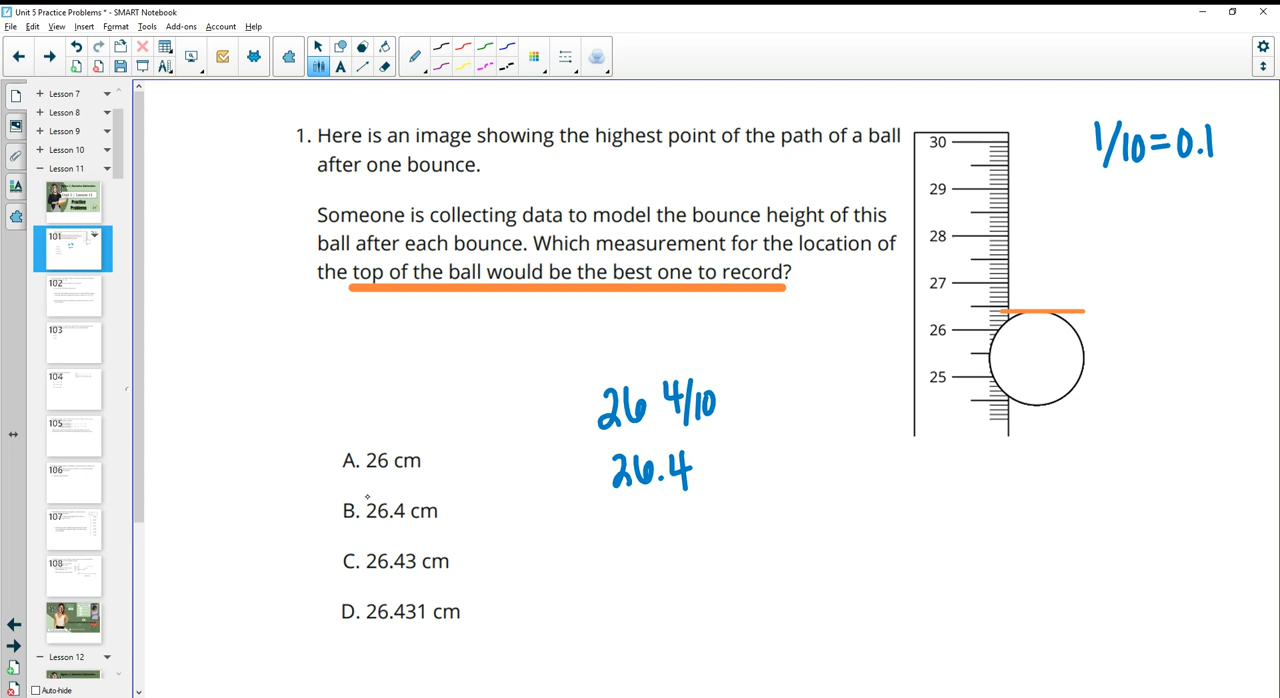 Unit 5 Practice Problems * - SMART Notebook
File Edit View Insert Format Tools Add-ons Account Help
Lesson 7
Lesson 8
Lesson 9
Lesson 10
Lesson 11
Practice
Problems
101
102
103
104
105
106
107
108
Lesson 12
Auto-hide
1. Here is an image showing the highest point of the path of a ball
after one bounce.
Someone is collecting data to model the bounce height of this
ball after each bounce. Which measurement for the location of
the top of the ball would be the best one to record?
26 4/10
26.4
A. 26 cm
B. 26.4 cm
C. 26.43 cm
D. 26.431 cm
30
29
28
27
26
25
1/10 = 0.1